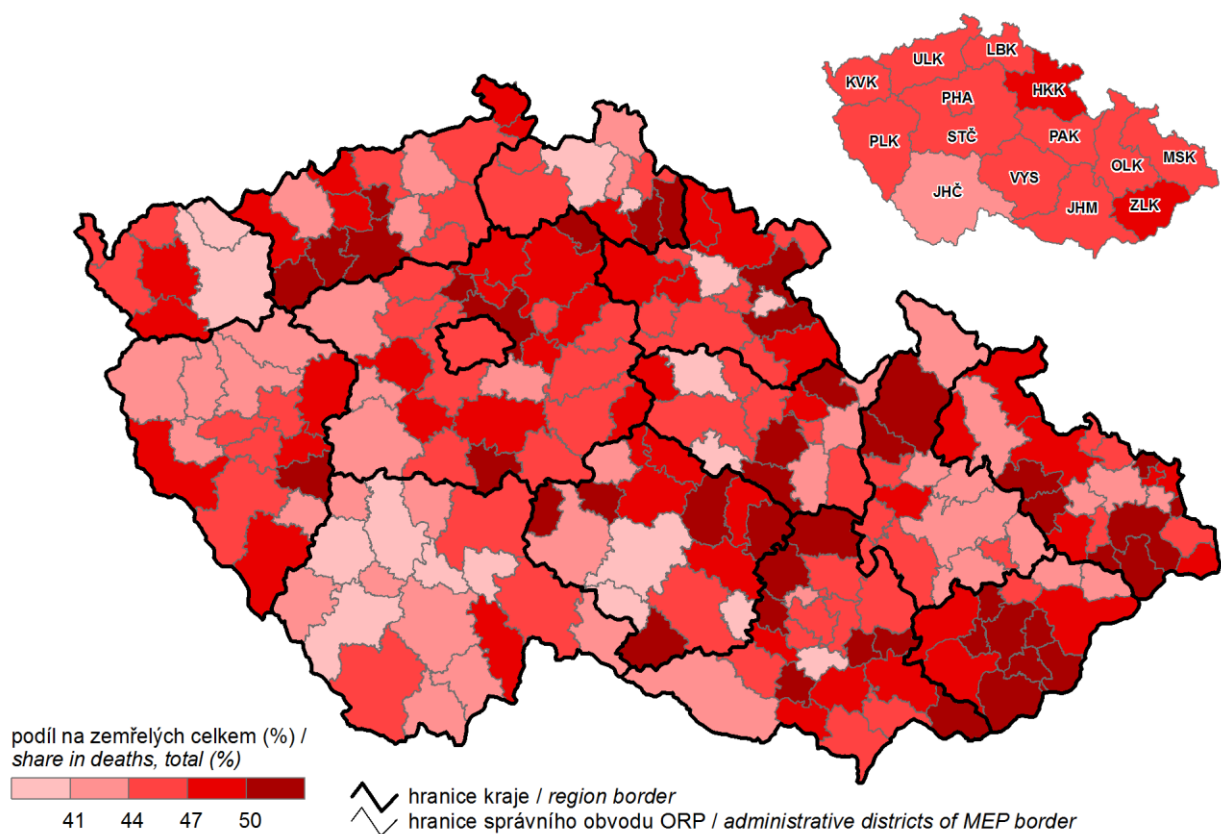 LBK
ULK
KVK
HKK
PHA
PLK
STČ
PAK
MSK
OLK
VYS
JHČ
ZLK
JHM
podíl na zemřelých celkem (%) /
share in deaths, total (%)
41 44 47 50
hranice kraje / region border
hranice správního obvodu ORP / administrative districts of MEP border